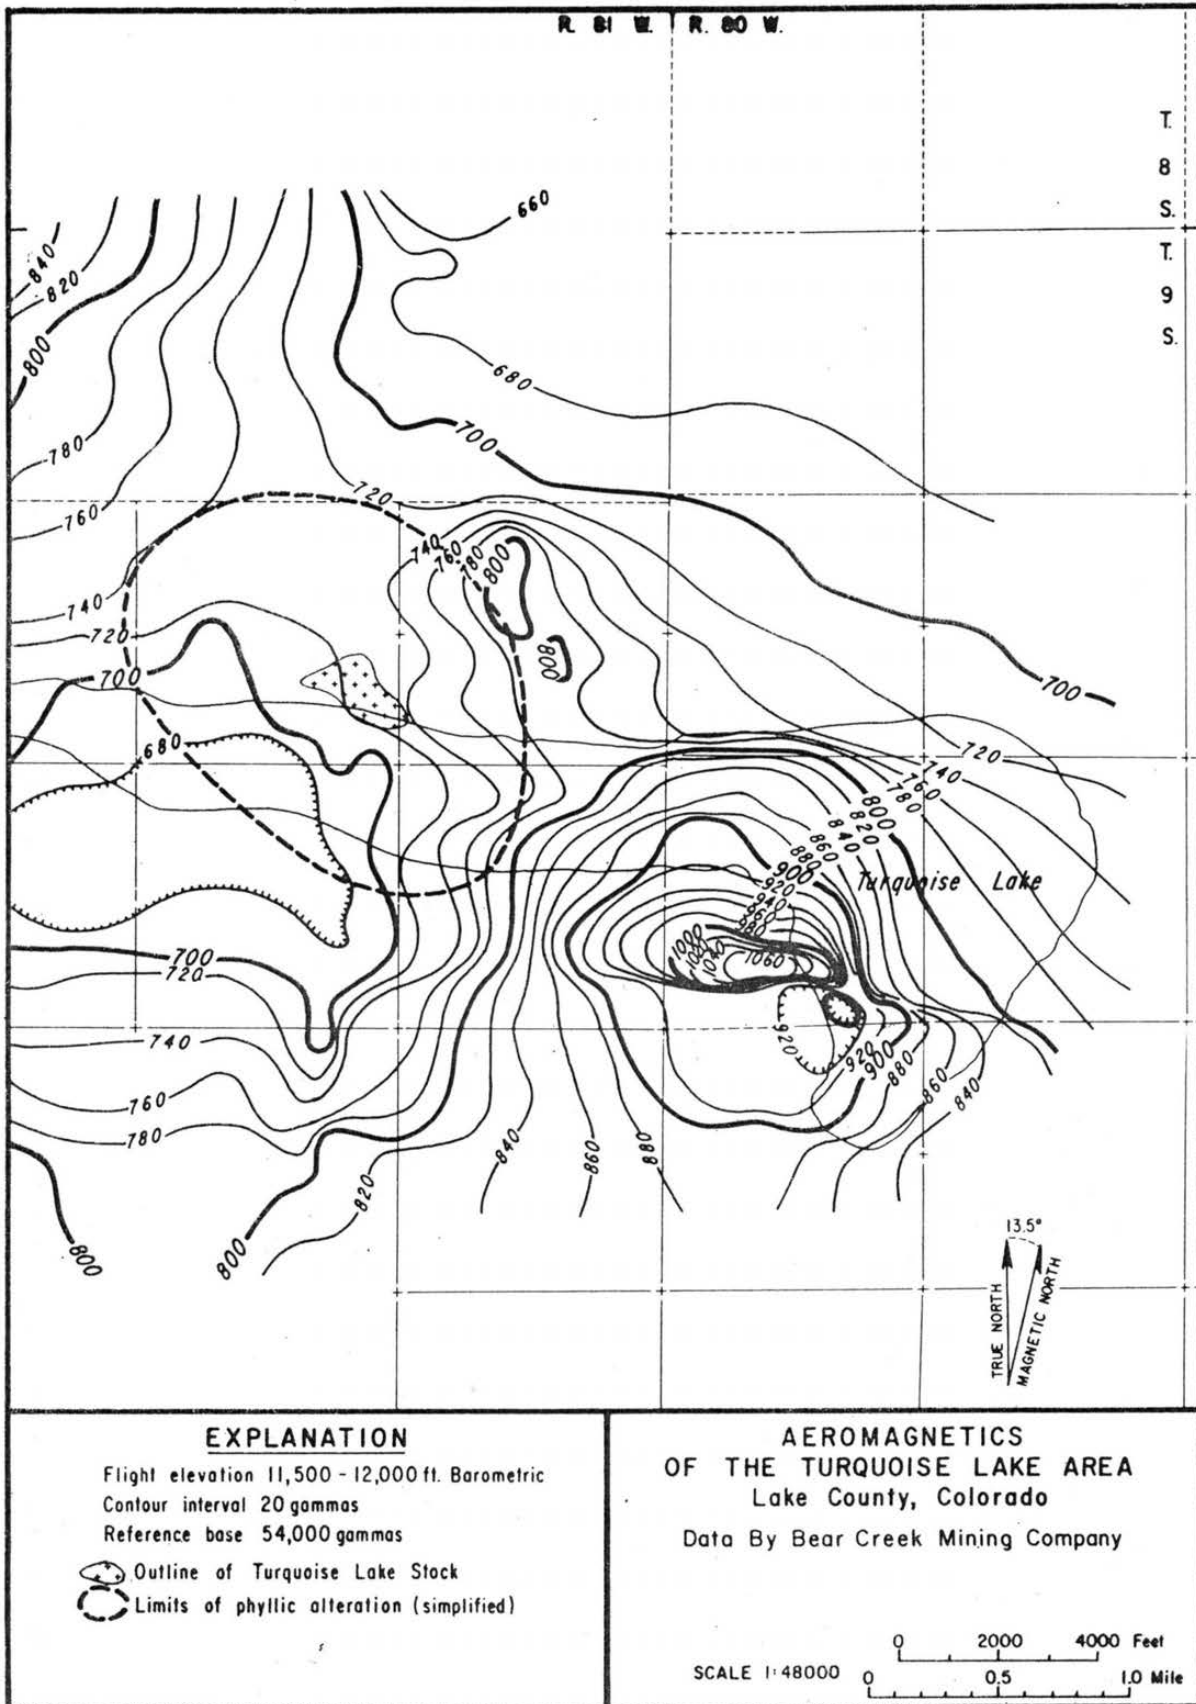 R. 81 W. R. 80 W.
T.
8
S.
T.
9
S.
660
840
820
800
680
780
700
720
760
740
760
780
800
740
720
800
700
700
680
720
740
760
780
800
820
840
860
880
900
920
940
960
980
Turquoise Lake
1000
1020
1040
1060
700
720
920
740
920
900
880
860
840
760
780
840
860
880
820
800
800
13.5°
TRUE NORTH
MAGNETIC NORTH
EXPLANATION
Flight elevation 11,500 - 12,000 ft. Barometric
Contour interval 20 gammas
Reference base 54,000 gammas
Outline of Turquoise Lake Stock
Limits of phyllic alteration (simplified)
AEROMAGNETICS
OF THE TURQUOISE LAKE AREA
Lake County, Colorado
Data By Bear Creek Mining Company
0 2000 4000 Feet
SCALE 1:48000
0 0.5 1.0 Mile